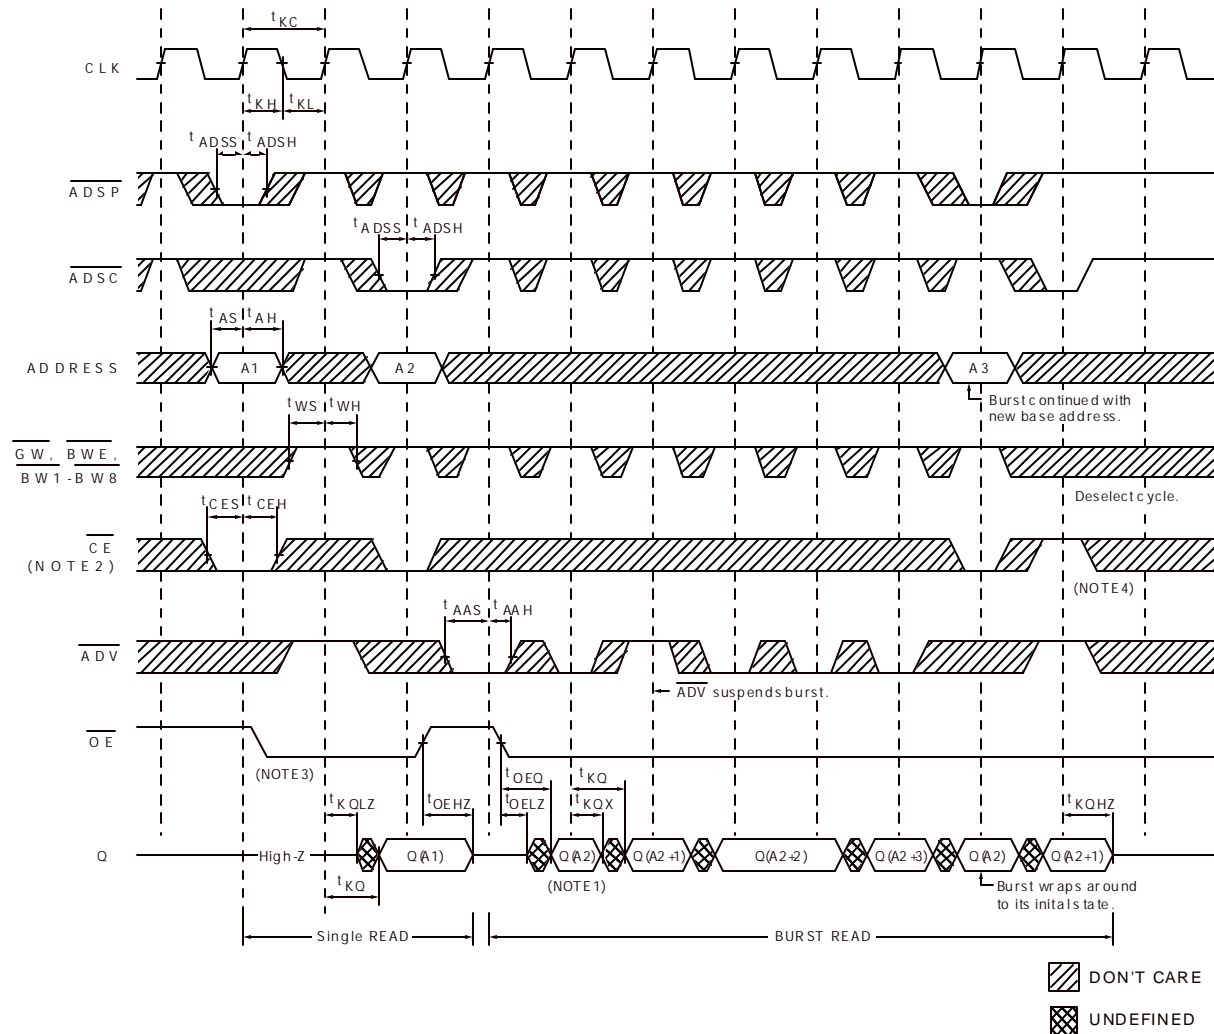 tKC
CLK
tKH tKL
tADSS tADSH
ADSP
tADSS tADSH
ADSC
tAS tAH
ADDRESS A1 A2 A3
Burst continued with
new base address.
tWS tWH
GW, BWE,
BW1-BW8
Deselect cycle.
tCES tCEH
CE
(NOTE2)
(NOTE4)
tAAS tAAH
ADV
ADV suspends burst.
OE
(NOTE3)
tOEQ tKQ
tKQLZ tOEHZ tOELZ tKQX tKQHZ
Q High-Z Q(A1) Q(A2) Q(A2+1) Q(A2+2) Q(A2+3) Q(A2) Q(A2+1)
tKQ
(NOTE1)
Burst wraps around
to its inital state.
Single READ BURST READ
DON'T CARE
UNDEFINED